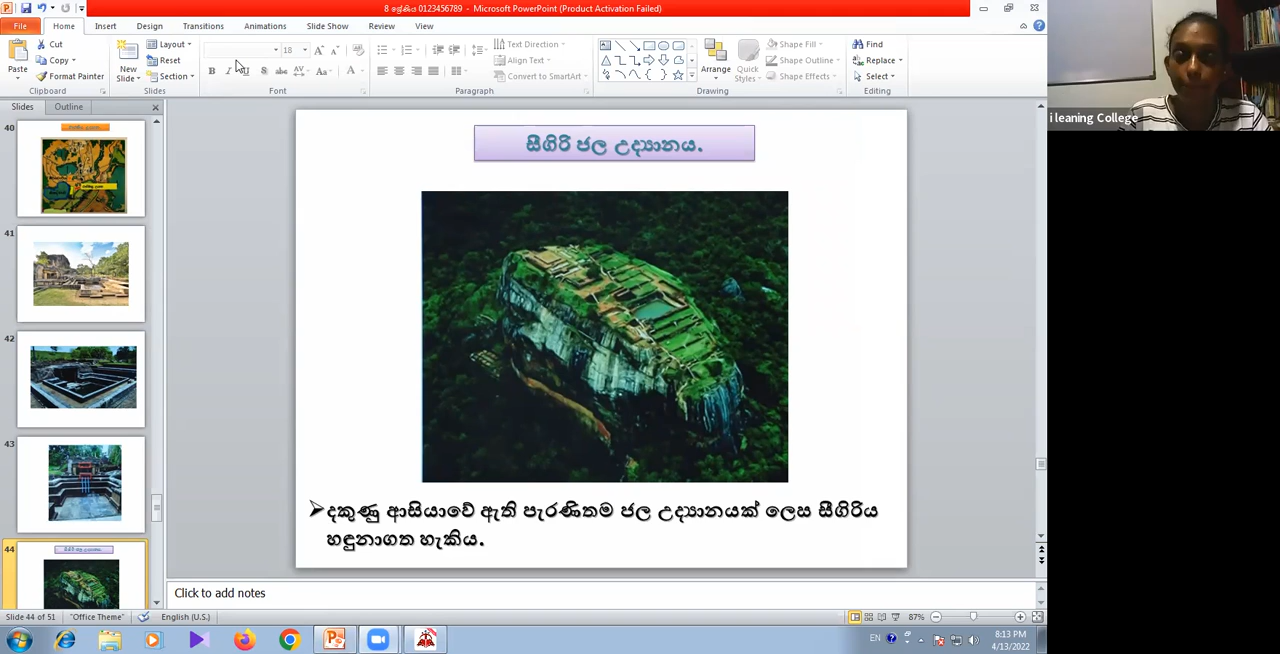 8 ශ්‍රේණිය 0123456789 - Microsoft PowerPoint (Product Activation Failed)
File Home Insert Design Transitions Animations Slide Show Review View
Cut
Copy
Format Painter
Paste
Clipboard
New Slide
Layout
Reset
Section
Slides
18
Font
Text Direction
Align Text
Convert to SmartArt
Paragraph
Arrange
Quick Styles
Shape Fill
Shape Outline
Shape Effects
Drawing
Find
Replace
Select
Editing
Slides Outline
40
41
42
43
44
සීගිරි ජල උද්‍යානය.
දකුණු ආසියාවේ ඇති පැරණිතම ජල උද්‍යානයක් ලෙස සීගිරිය
හඳුනාගත හැකිය.
i leaning College
Click to add notes
Slide 44 of 51 "Office Theme" English (U.S.) 87%
EN 8:13 PM
4/13/2022